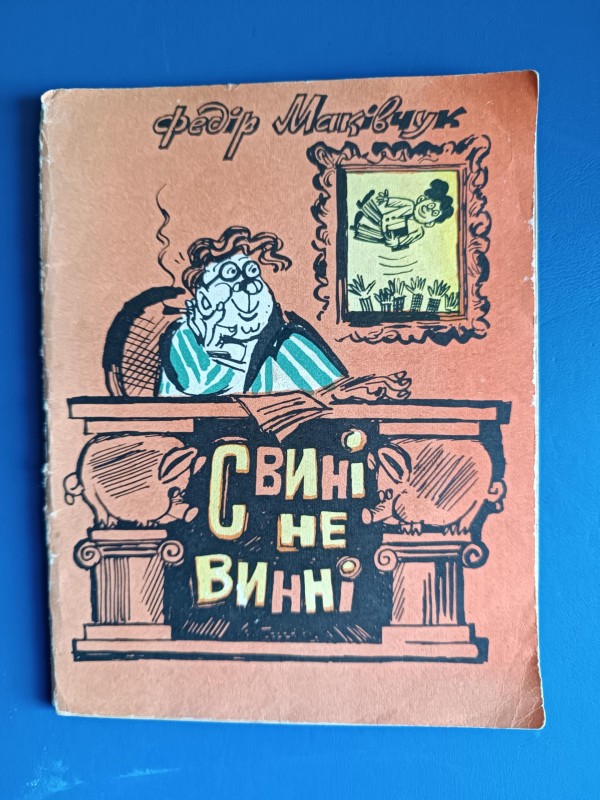 Федір Маківчук
Свині
не
винні